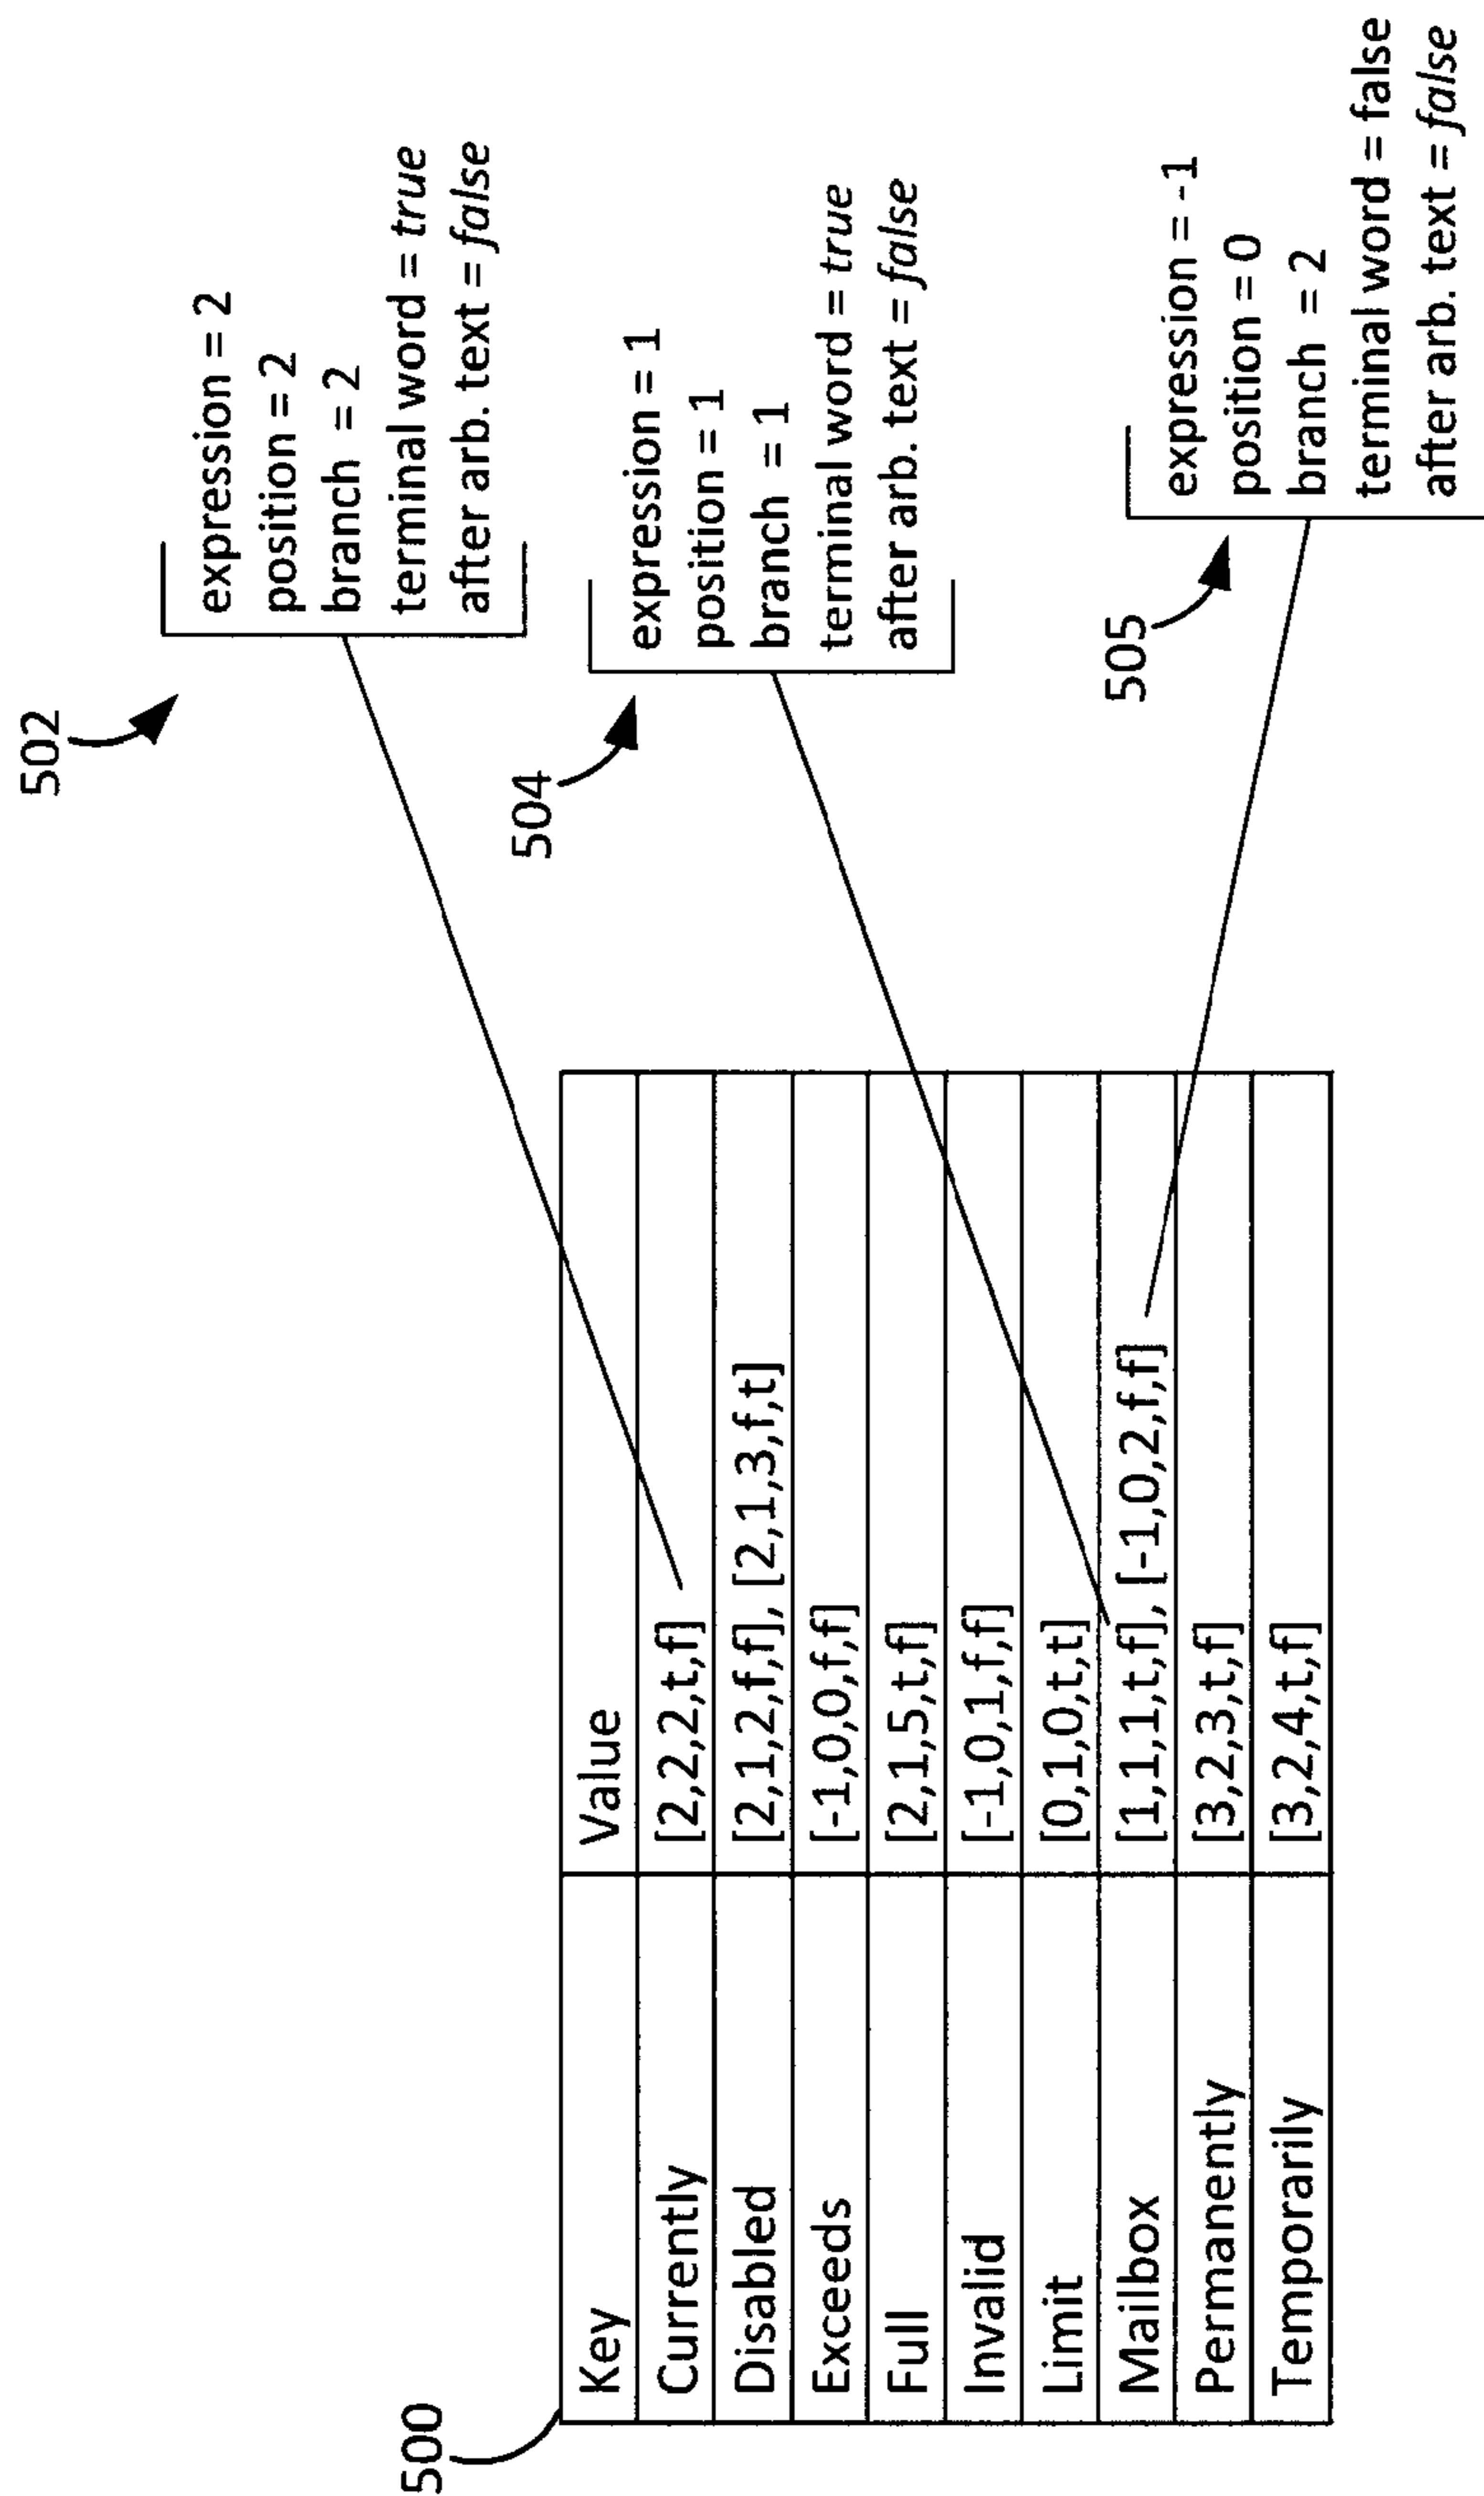 502
expression = 2
position = 2
branch = 2
terminal word = true
after arb. text = false
504
expression = 1
position = 1
branch = 1
terminal word = true
after arb. text = false
505
expression = -1
position = 0
branch = 2
terminal word = false
after arb. text = false
500
Key Value
Currently [2,2,2,t,f]
Disabled [2,1,2,f,f], [2,1,3,f,t]
Exceeds [-1,0,0,f,f]
Full [2,1,5,t,f]
Invalid [-1,0,1,f,f]
Limit [0,1,0,t,t]
Mailbox [1,1,1,t,f], [-1,0,2,f,f]
Permanently [3,2,3,t,f]
Temporarily [3,2,4,t,f]